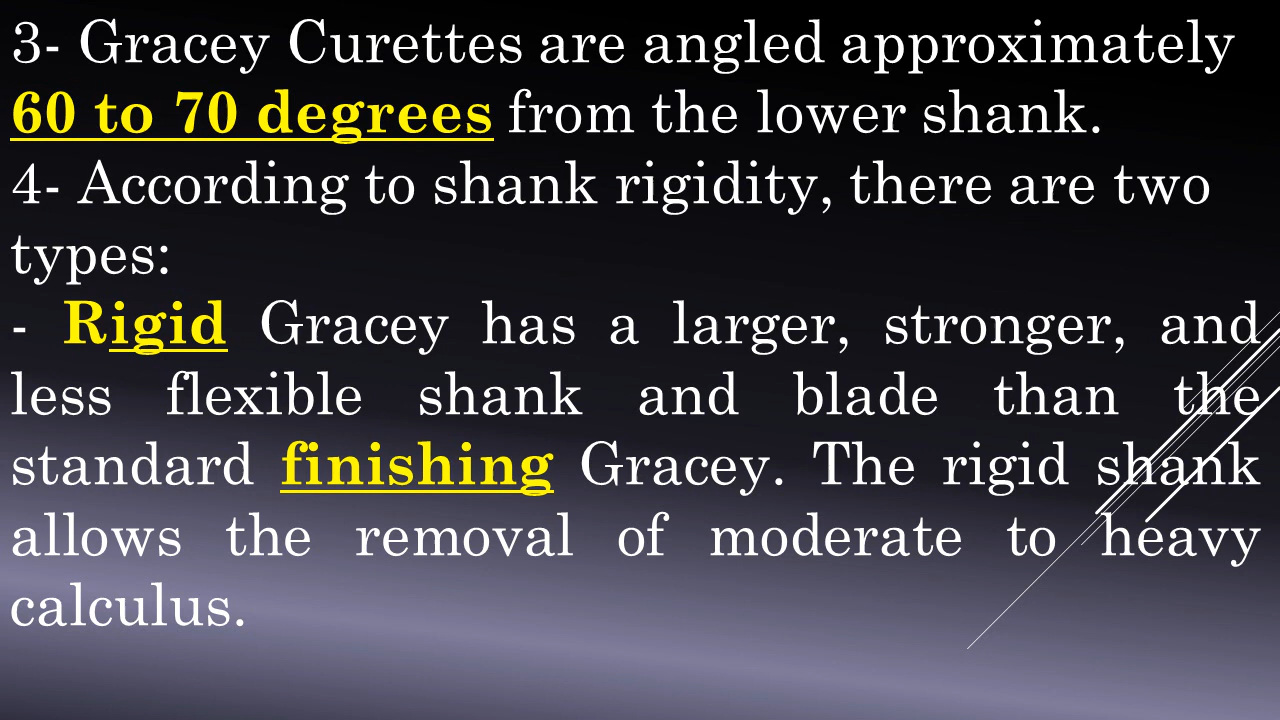 3- Gracey Curettes are angled approximately
60 to 70 degrees from the lower shank.
4- According to shank rigidity, there are two
types:
- Rigid Gracey has a larger, stronger, and
less flexible shank and blade than the
standard finishing Gracey. The rigid shank
allows the removal of moderate to heavy
calculus.